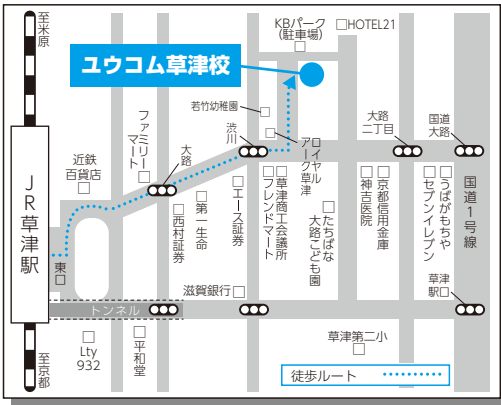 至米原
KBパーク
(駐車場)
HOTEL21
ユウコム草津校
若竹幼稚園
ファミリー
マート
渋川
ロイヤル
アーク草津
大路
二丁目
国道
大路
近鉄
百貨店
大路
JR草津駅
東口
西村証券
第一生命
エース証券
フレンドマート
草津商工会議所
たちばな
大路こども園
神吉医院
京都信用金庫
セブンイレブン
うばがもちや
国道1号線
滋賀銀行
草津
駅口
トンネル
Lty
932
平和堂
草津第二小
至京都
徒歩ルート